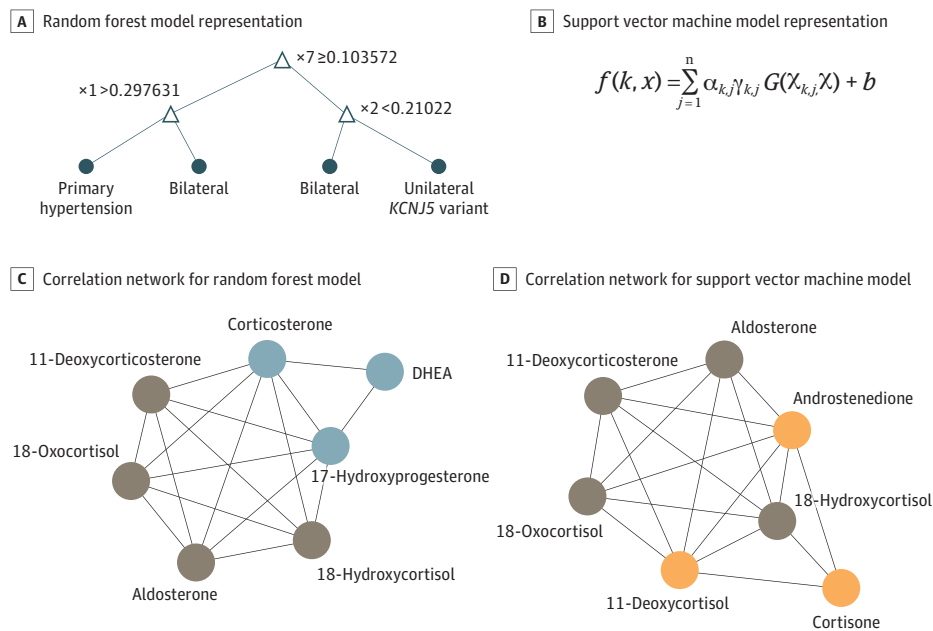 A Random forest model representation
×7≥0.103572
×1>0.297631
×2<0.21022
Primary
hypertension
Bilateral
Bilateral
Unilateral
KCNJ5 variant
B Support vector machine model representation
f(k, x) = n∑j=1 αk,jγk,j G(χk,j,χ) + b
C Correlation network for random forest model
Corticosterone
11-Deoxycorticosterone
DHEA
18-Oxocortisol
17-Hydroxyprogesterone
18-Hydroxycortisol
Aldosterone
D Correlation network for support vector machine model
Aldosterone
11-Deoxycorticosterone
Androstenedione
18-Hydroxycortisol
18-Oxocortisol
11-Deoxycortisol
Cortisone